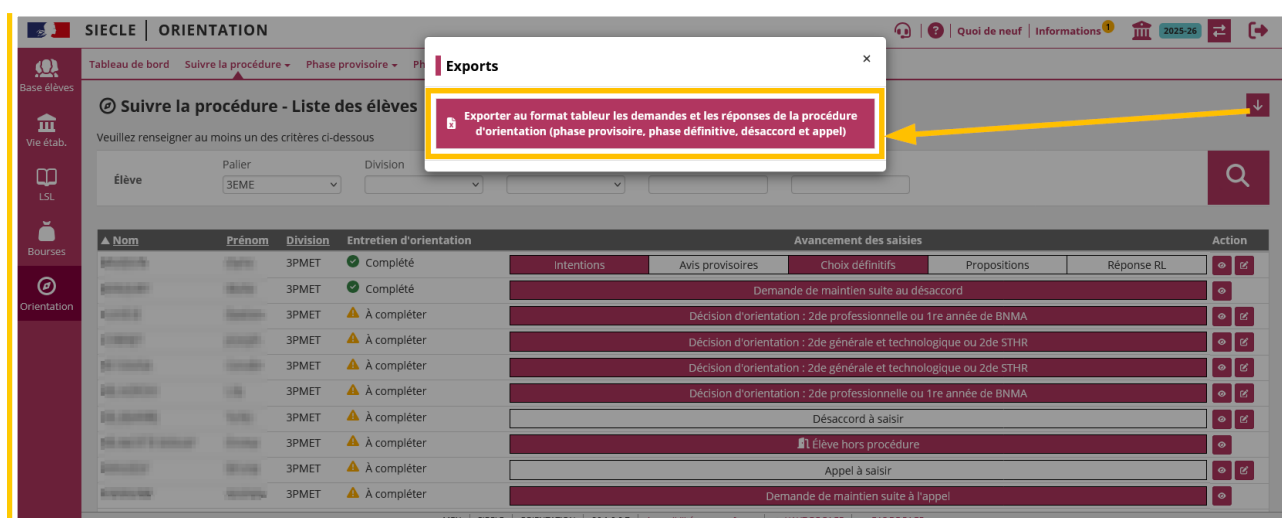 SIECLE | ORIENTATION
Quoi de neuf | Informations 1
2025-26
Tableau de bord Suivre la procédure Phase provisoire
Base élèves
Vie étab.
LSL
Bourses
Orientation
Exports ×
Exporter au format tableur les demandes et les réponses de la procédure
d'orientation (phase provisoire, phase définitive, désaccord et appel)
Suivre la procédure - Liste des élèves
Veuillez renseigner au moins un des critères ci-dessous
Palier Division
Élève 3EME
▲ Nom Prénom Division Entretien d'orientation Avancement des saisies Action
3PMET Complété Intentions Avis provisoires Choix définitifs Propositions Réponse RL
3PMET Complété Demande de maintien suite au désaccord
3PMET À compléter Décision d'orientation : 2de professionnelle ou 1re année de BNMA
3PMET À compléter Décision d'orientation : 2de générale et technologique ou 2de STHR
3PMET À compléter Décision d'orientation : 2de générale et technologique ou 2de STHR
3PMET À compléter Décision d'orientation : 2de professionnelle ou 1re année de BNMA
3PMET À compléter Désaccord à saisir
3PMET À compléter Élève hors procédure
3PMET À compléter Appel à saisir
3PMET À compléter Demande de maintien suite à l'appel